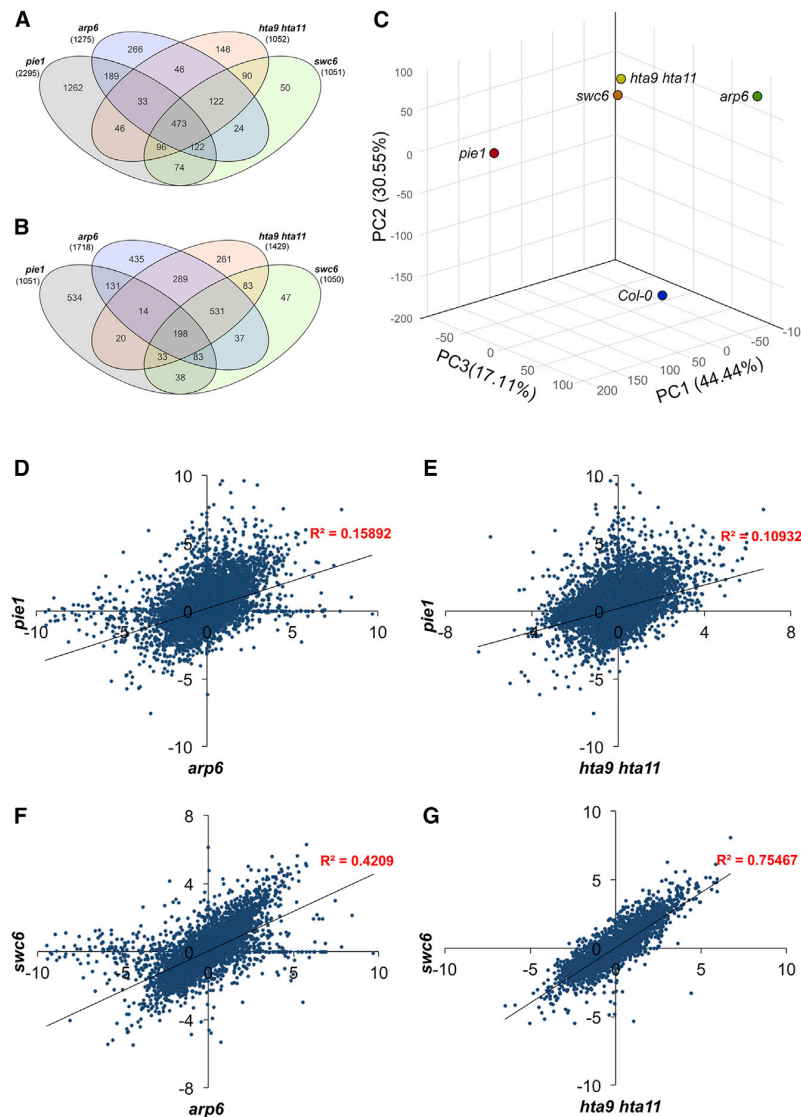 A
arp6
(1275)
hta9 hta11
(1052)
pie1
(2295)
swc6
(1051)
266
146
189
46
90
1262
50
33
122
473
46
24
96
122
74
B
arp6
(1718)
hta9 hta11
(1429)
pie1
(1051)
swc6
(1050)
435
261
131
289
83
534
47
14
531
198
20
37
33
83
38
C
100
50
0
-50
-100
-150
-200
PC2 (30.55%)
hta9 hta11
swc6
arp6
pie1
Col-0
-50
0
50
100
PC3(17.11%)
200
150
100
50
0
-50
-10
PC1 (44.44%)
D
10
R² = 0.15892
5
pie1
-10
-5
0
0
5
10
-5
-10
arp6
E
10
5
R² = 0.10932
pie1
-8
-4
0
0
4
8
-5
-10
hta9 hta11
F
8
R² = 0.4209
4
swc6
-10
-5
0
0
5
10
-4
-8
arp6
G
10
R² = 0.75467
5
swc6
-10
-5
0
0
5
10
-5
-10
hta9 hta11